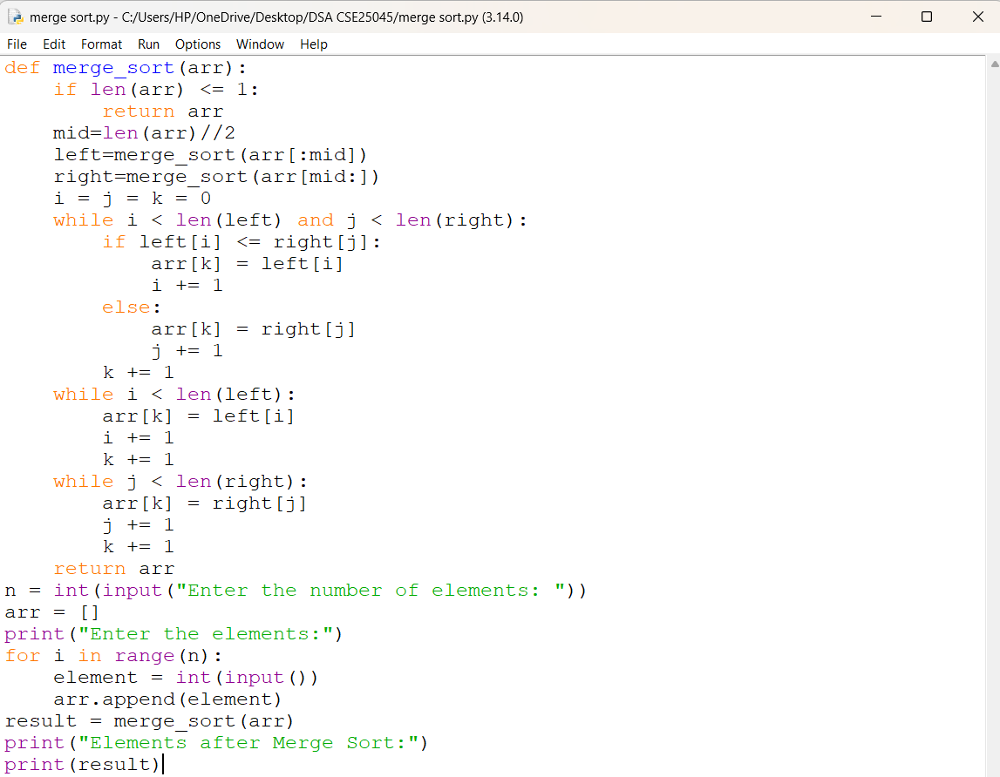 merge sort.py - C:/Users/HP/OneDrive/Desktop/DSA CSE25045/merge sort.py (3.14.0)
File Edit Format Run Options Window Help
def merge_sort(arr):
    if len(arr) <= 1:
        return arr
    mid=len(arr)//2
    left=merge_sort(arr[:mid])
    right=merge_sort(arr[mid:])
    i = j = k = 0
    while i < len(left) and j < len(right):
        if left[i] <= right[j]:
            arr[k] = left[i]
            i += 1
        else:
            arr[k] = right[j]
            j += 1
        k += 1
    while i < len(left):
        arr[k] = left[i]
        i += 1
        k += 1
    while j < len(right):
        arr[k] = right[j]
        j += 1
        k += 1
    return arr
n = int(input("Enter the number of elements: "))
arr = []
print("Enter the elements:")
for i in range(n):
    element = int(input())
    arr.append(element)
result = merge_sort(arr)
print("Elements after Merge Sort:")
print(result)